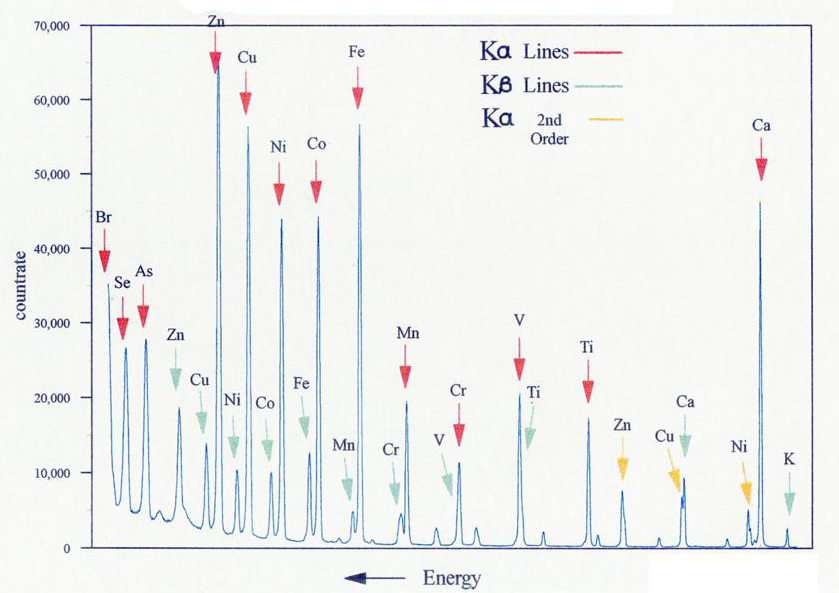 Zn
70,000
Kα Lines
Cu
Fe
Kβ Lines
60,000
Kα 2nd
Order
Ca
Ni
Co
50,000
Br
40,000
Se
As
countrate
30,000
Zn
Mn
V
Ti
Cu
Ni
Co
Fe
Cr
Ti
20,000
Ca
Mn
Cr
V
Zn
Cu
Ni
K
10,000
0
Energy